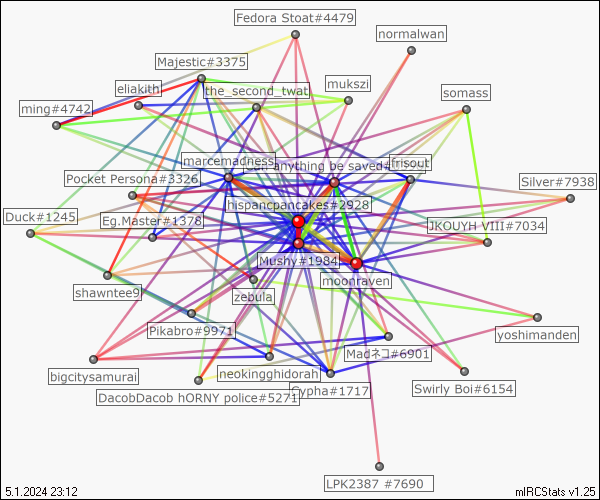 Fedora Stoat#4479
normalwan
Majestic#3375
eliakith
the_second_twat
mukszi
somass
ming#4742
marcemadness
anything be saved
frisout
Pocket Persona#3326
Silver#7938
hispancpancakes#2928
Duck#1245
Eg.Master#1378
JKOUYH VIII#7034
Mushy#1984
moonraven
shawntee9
zebula
Pikabro#9971
yoshimanden
Madネコ#6901
bigcitysamurai
neokingghidorah
Swirly Boi#6154
DacobDacob hORNY police#5271
Cypha#1717
LPK2387 #7690
5.1.2024 23:12
mIRCStats v1.25